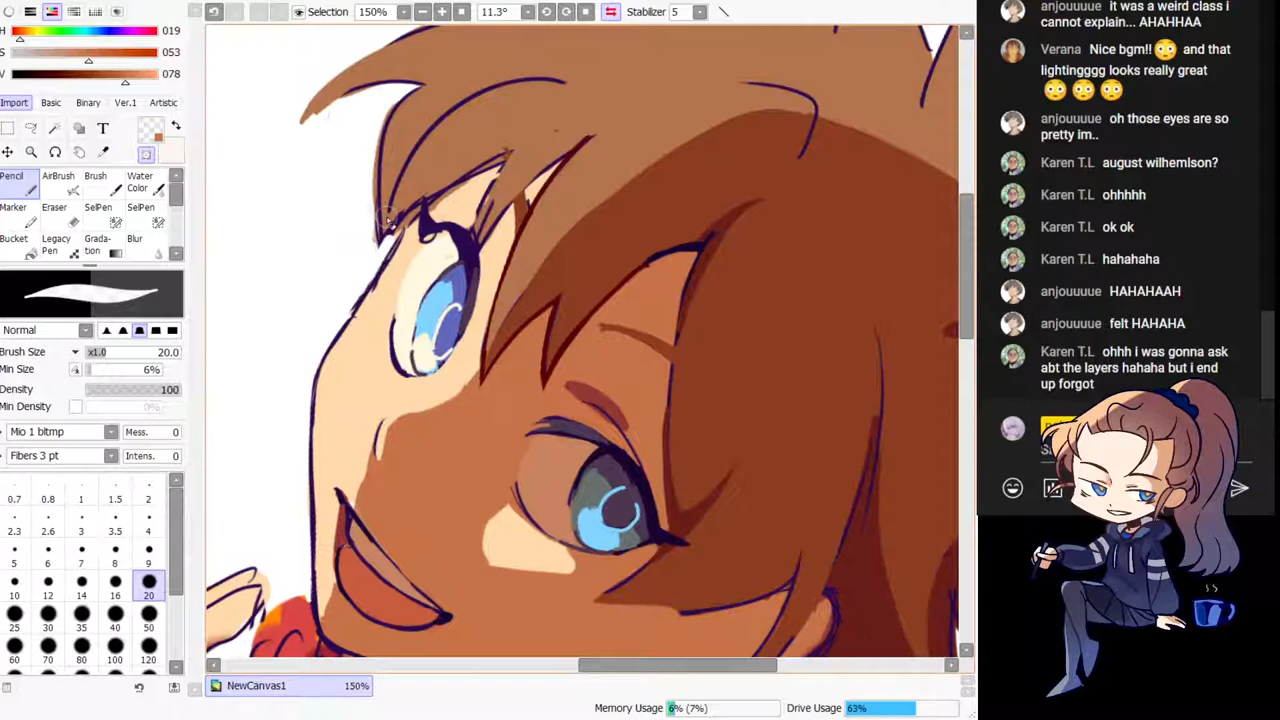 Selection 150% 11.3° Stabilizer 5
H 019
S 053
V 078
Import Basic Binary Ver.1 Artistic
T
Pencil AirBrush Brush Water Color
Marker Eraser SelPen SelPen
Bucket Legacy Pen Grada-tion Blur
Normal
Brush Size x1.0 20.0
Min Size 6%
Density 100
Min Density 0%
Mio 1 bltmp Mess. 0
Fibers 3 pt Intens. 0
0.7 0.8 1 1.5 2
2.3 2.6 3 3.5 4
5 6 7 8 9
10 12 14 16 20
25 30 35 40 50
60 70 80 100 120
NewCanvas1 150%
Memory Usage 6% (7%) Drive Usage 63%
anjouuuue it was a weird class i
cannot explain... AHAHHAA
Verana Nice bgm!! 😳 and that
lightingggg looks really great
😳😳😳
anjouuuue oh those eyes are so
pretty im..
Karen T.L august wilhemlson?
Karen T.L ohhhhh
Karen T.L ok ok
Karen T.L hahahaha
anjouuuue HAHAHAAH
anjouuuue felt HAHAHA
Karen T.L ohhh i was gonna ask
abt the layers hahaha but i end
up forgot